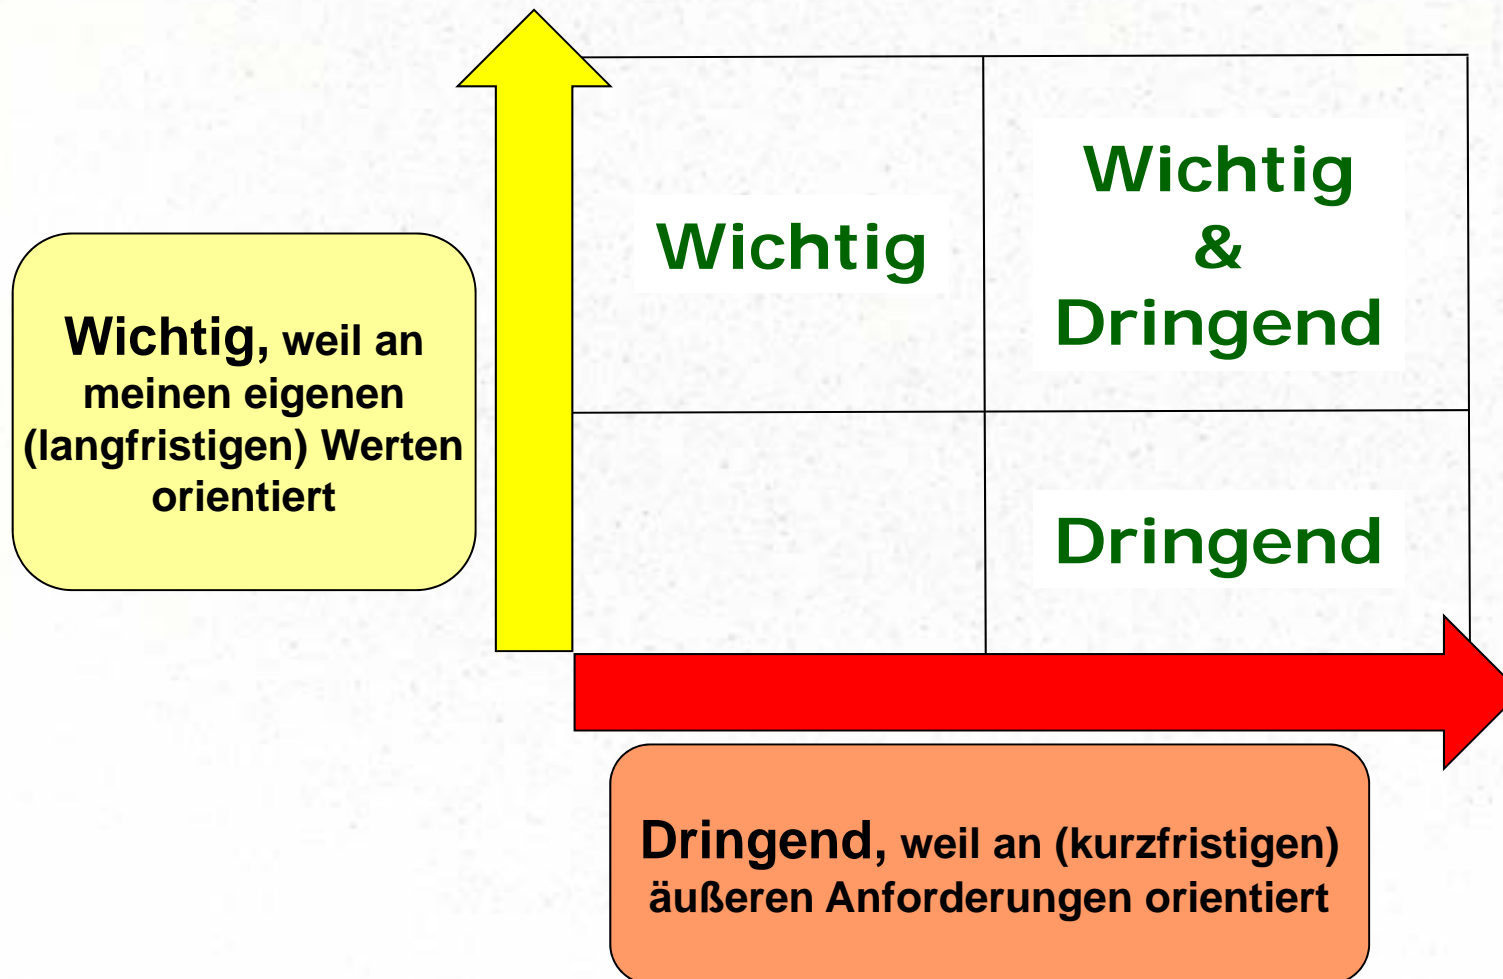 Wichtig
Wichtig
&
Dringend
Wichtig, weil an
meinen eigenen
(langfristigen) Werten
orientiert
Dringend
Dringend, weil an (kurzfristigen)
äußeren Anforderungen orientiert